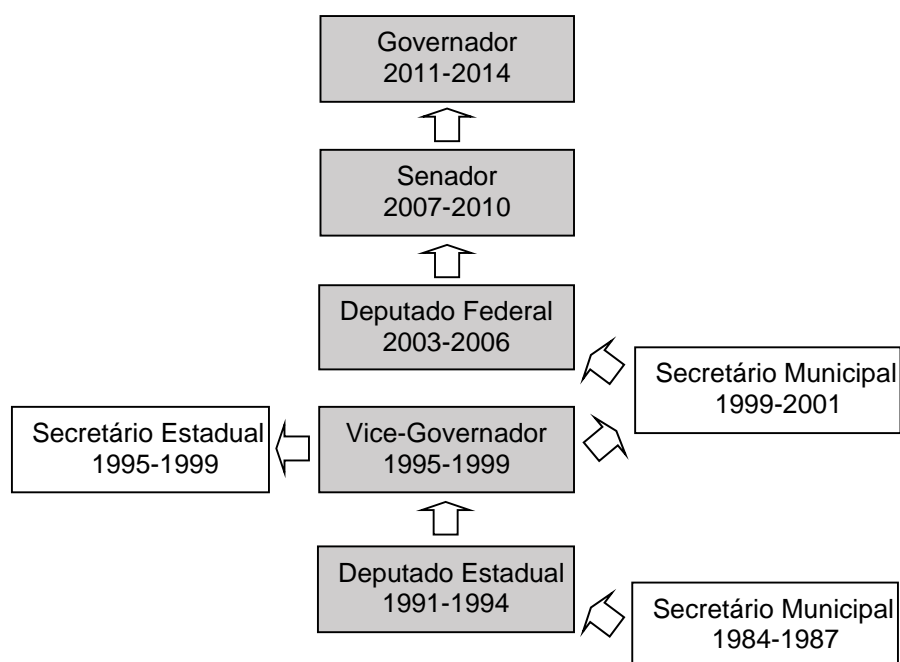 Governador
2011-2014
Senador
2007-2010
Deputado Federal
2003-2006
Secretário Municipal
1999-2001
Secretário Estadual
1995-1999
Vice-Governador
1995-1999
Deputado Estadual
1991-1994
Secretário Municipal
1984-1987